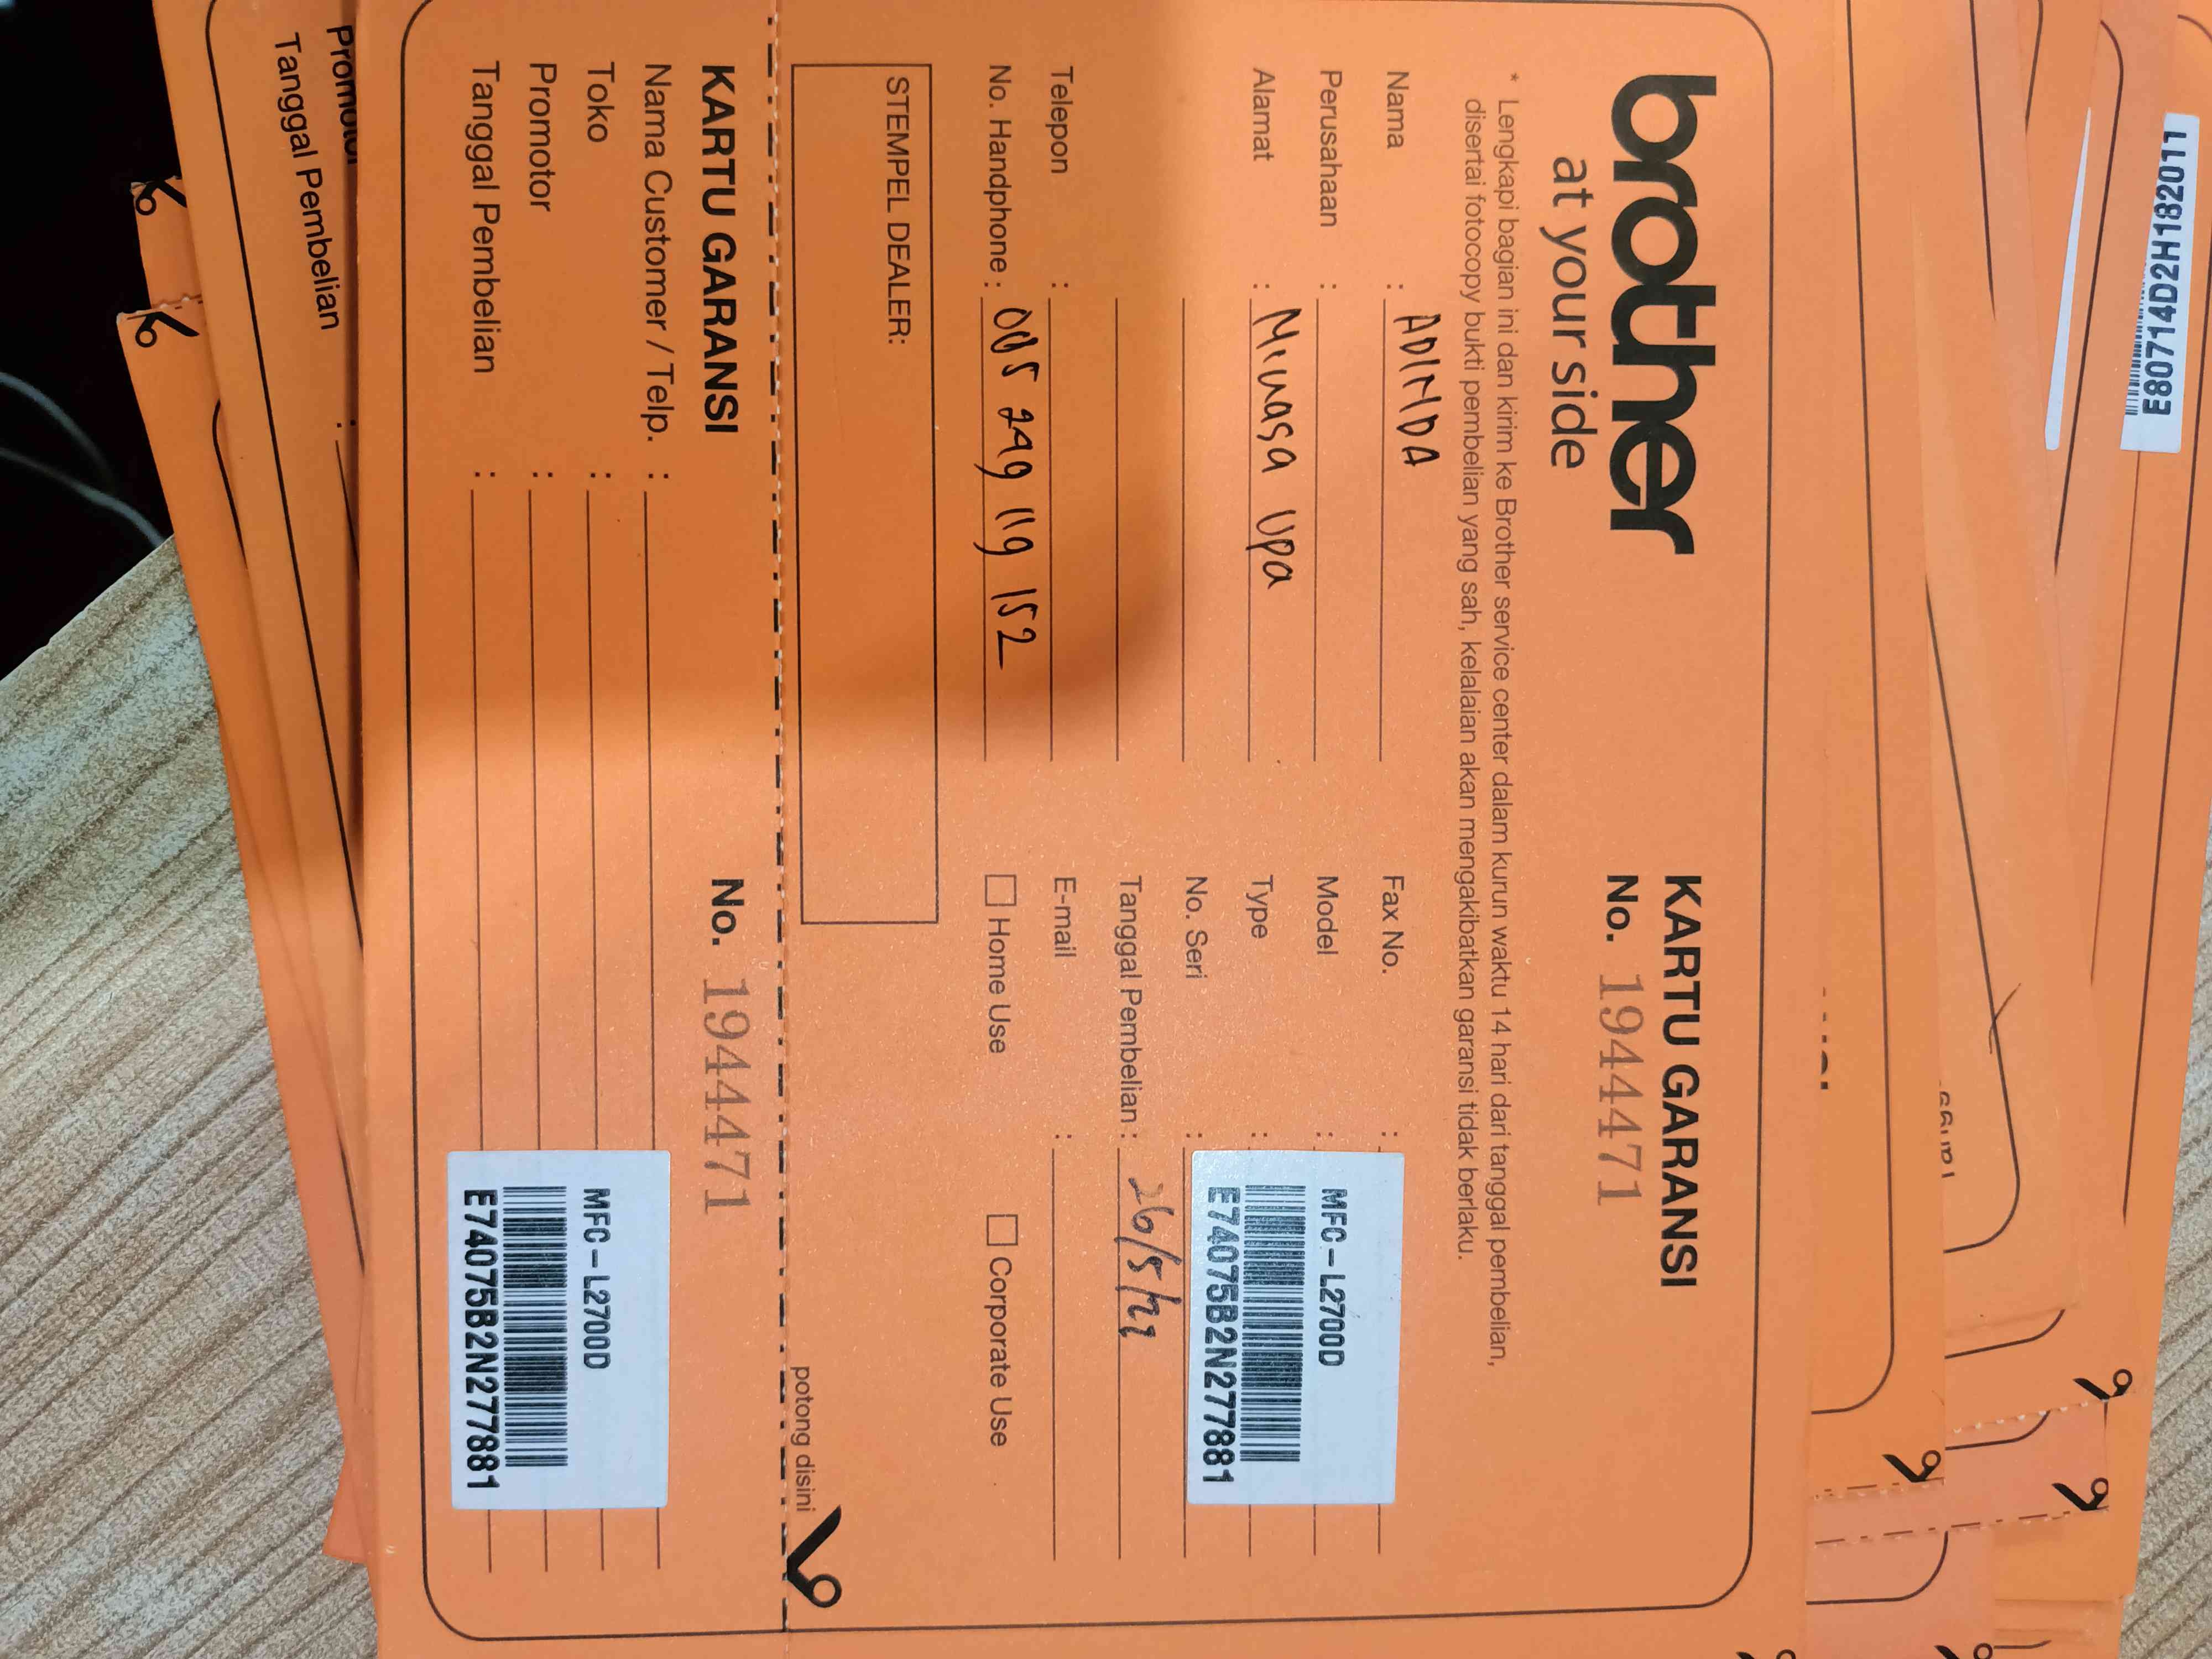 brother
at your side
KARTU GARANSI
No. 1944471
* Lengkapi bagian ini dan kirim ke Brother service center dalam kurun waktu 14 hari dari tanggal pembelian,
disertai fotocopy bukti pembelian yang sah, kelalaian akan mengakibatkan garansi tidak berlaku.
Nama : ADINDA
Perusahaan :
Alamat : Minasa Upa
Telepon :
No. Handphone : 085 249 119 152
Fax No. :
Model :
Type :
No. Seri :
MFC-L2700D
E74075B2N277881
Tanggal Pembelian : 26/5/22
E-mail :
Home Use
Corporate Use
STEMPEL DEALER:
potong disini
KARTU GARANSI
No. 1944471
Nama Customer / Telp. :
Toko :
Promotor :
Tanggal Pembelian :
MFC-L2700D
E74075B2N277881
Promotor
Tanggal Pembelian :
E80714D2H182011